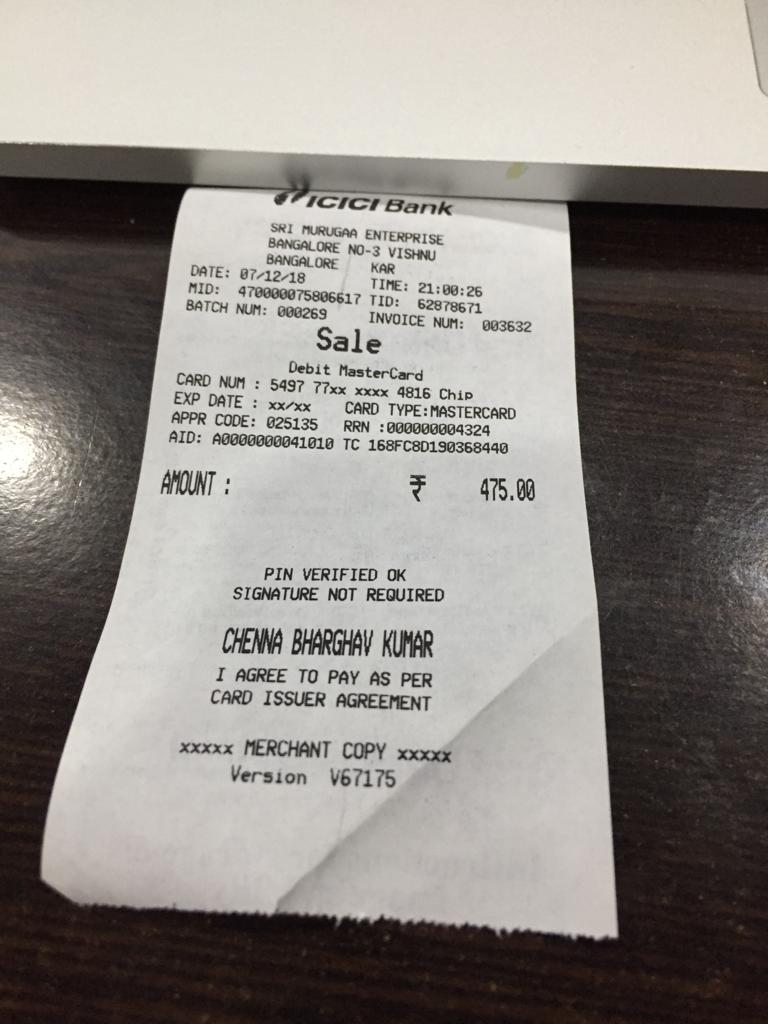 ICICI Bank
SRI MURUGAA ENTERPRISE
BANGALORE NO-3 VISHNU
BANGALORE KAR
DATE: 07/12/18 TIME: 21:00:26
MID: 470000075806617 TID: 62878671
BATCH NUM: 000269 INVOICE NUM: 003632
Sale
Debit MasterCard
CARD NUM : 5497 77xx xxxx 4816 Chip
EXP DATE : xx/xx CARD TYPE:MASTERCARD
APPR CODE: 025135 RRN :000000004324
AID: A0000000041010 TC 168FC8D190368440
AMOUNT : ₹ 475.00
PIN VERIFIED OK
SIGNATURE NOT REQUIRED
CHENNA BHARGHAV KUMAR
I AGREE TO PAY AS PER
CARD ISSUER AGREEMENT
xxxxx MERCHANT COPY xxxxx
Version V67175